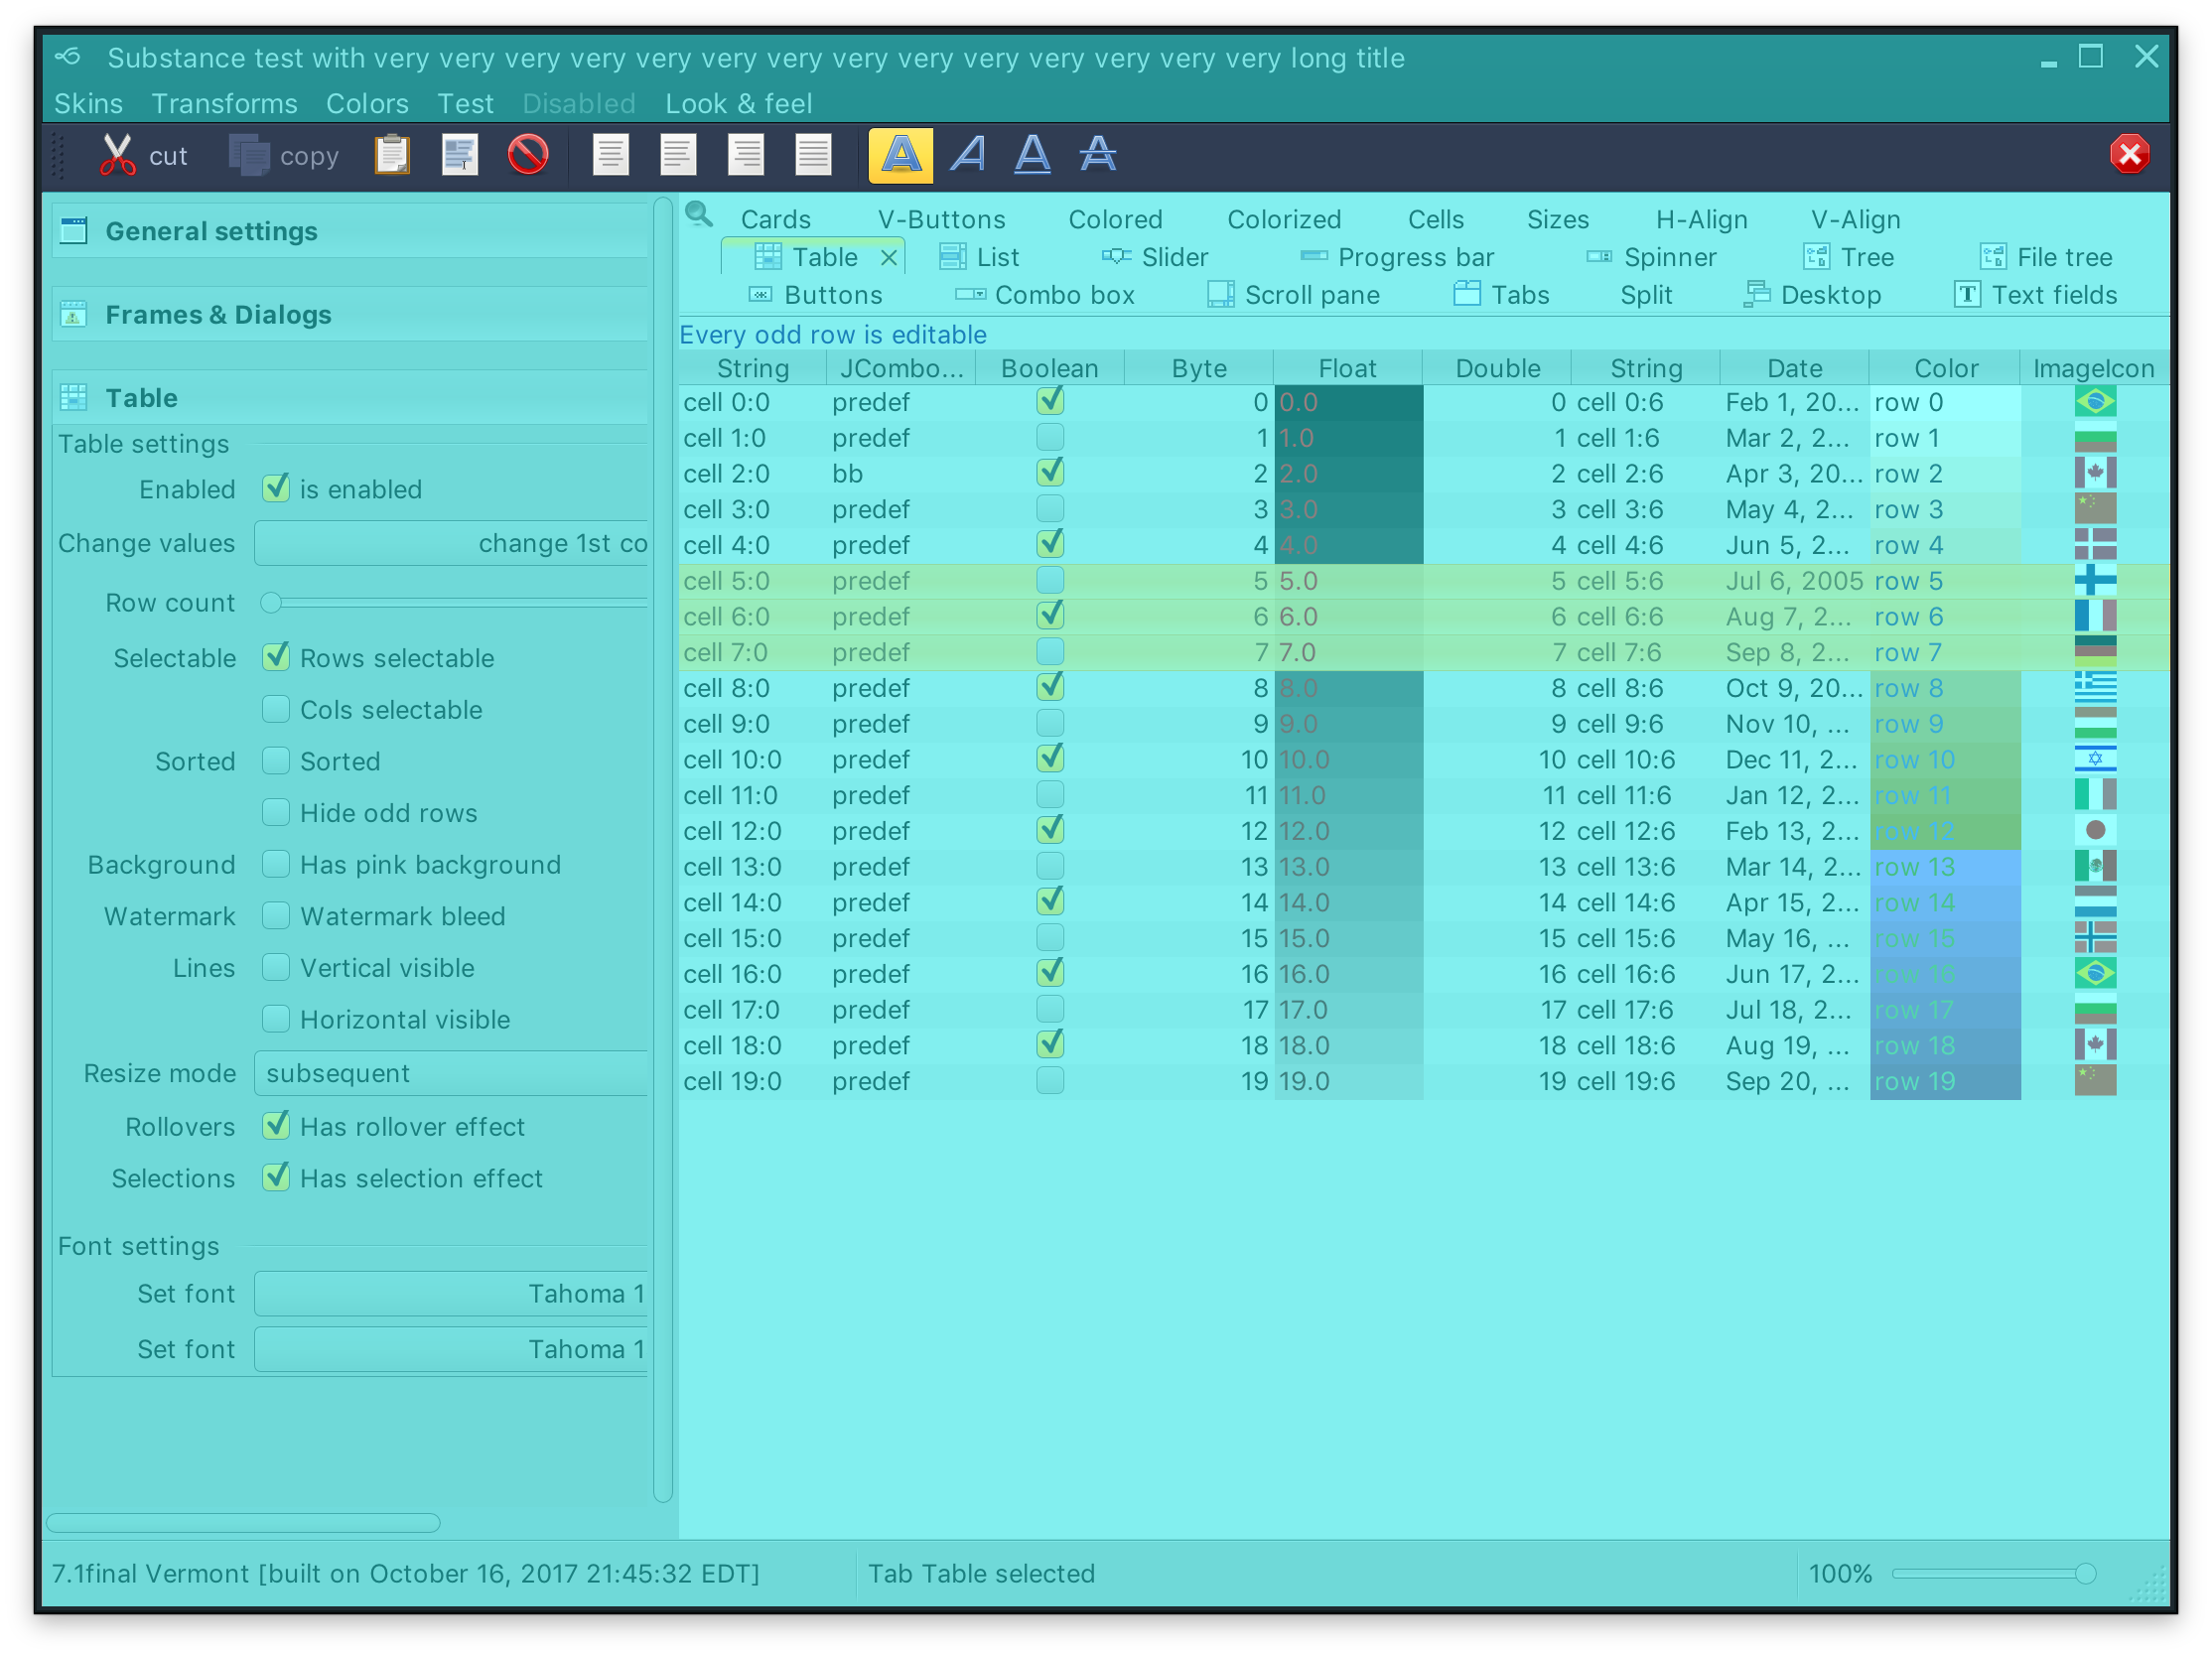 Substance test with very very very very very very very very very very very very very very long title
Skins Transforms Colors Test Disabled Look & feel
cut copy
General settings
Frames & Dialogs
Table
Table settings
Enabled is enabled
Change values change 1st co
Row count
Selectable Rows selectable
Cols selectable
Sorted Sorted
Hide odd rows
Background Has pink background
Watermark Watermark bleed
Lines Vertical visible
Horizontal visible
Resize mode subsequent
Rollovers Has rollover effect
Selections Has selection effect
Font settings
Set font Tahoma 1
Set font Tahoma 1
Cards V-Buttons Colored Colorized Cells Sizes H-Align V-Align
Table List Slider Progress bar Spinner Tree File tree
Buttons Combo box Scroll pane Tabs Split Desktop Text fields
Every odd row is editable
String JCombo... Boolean Byte Float Double String Date Color ImageIcon
cell 0:0 predef 0 0.0 0 cell 0:6 Feb 1, 20... row 0
cell 1:0 predef 1 1.0 1 cell 1:6 Mar 2, 2... row 1
cell 2:0 bb 2 2.0 2 cell 2:6 Apr 3, 20... row 2
cell 3:0 predef 3 3.0 3 cell 3:6 May 4, 2... row 3
cell 4:0 predef 4 4.0 4 cell 4:6 Jun 5, 2... row 4
cell 5:0 predef 5 5.0 5 cell 5:6 Jul 6, 2005 row 5
cell 6:0 predef 6 6.0 6 cell 6:6 Aug 7, 2... row 6
cell 7:0 predef 7 7.0 7 cell 7:6 Sep 8, 2... row 7
cell 8:0 predef 8 8.0 8 cell 8:6 Oct 9, 20... row 8
cell 9:0 predef 9 9.0 9 cell 9:6 Nov 10, ... row 9
cell 10:0 predef 10 10.0 10 cell 10:6 Dec 11, 2... row 10
cell 11:0 predef 11 11.0 11 cell 11:6 Jan 12, 2... row 11
cell 12:0 predef 12 12.0 12 cell 12:6 Feb 13, 2... row 12
cell 13:0 predef 13 13.0 13 cell 13:6 Mar 14, 2... row 13
cell 14:0 predef 14 14.0 14 cell 14:6 Apr 15, 2... row 14
cell 15:0 predef 15 15.0 15 cell 15:6 May 16, ... row 15
cell 16:0 predef 16 16.0 16 cell 16:6 Jun 17, 2... row 16
cell 17:0 predef 17 17.0 17 cell 17:6 Jul 18, 2... row 17
cell 18:0 predef 18 18.0 18 cell 18:6 Aug 19, ... row 18
cell 19:0 predef 19 19.0 19 cell 19:6 Sep 20, ... row 19
7.1final Vermont [built on October 16, 2017 21:45:32 EDT] Tab Table selected 100%